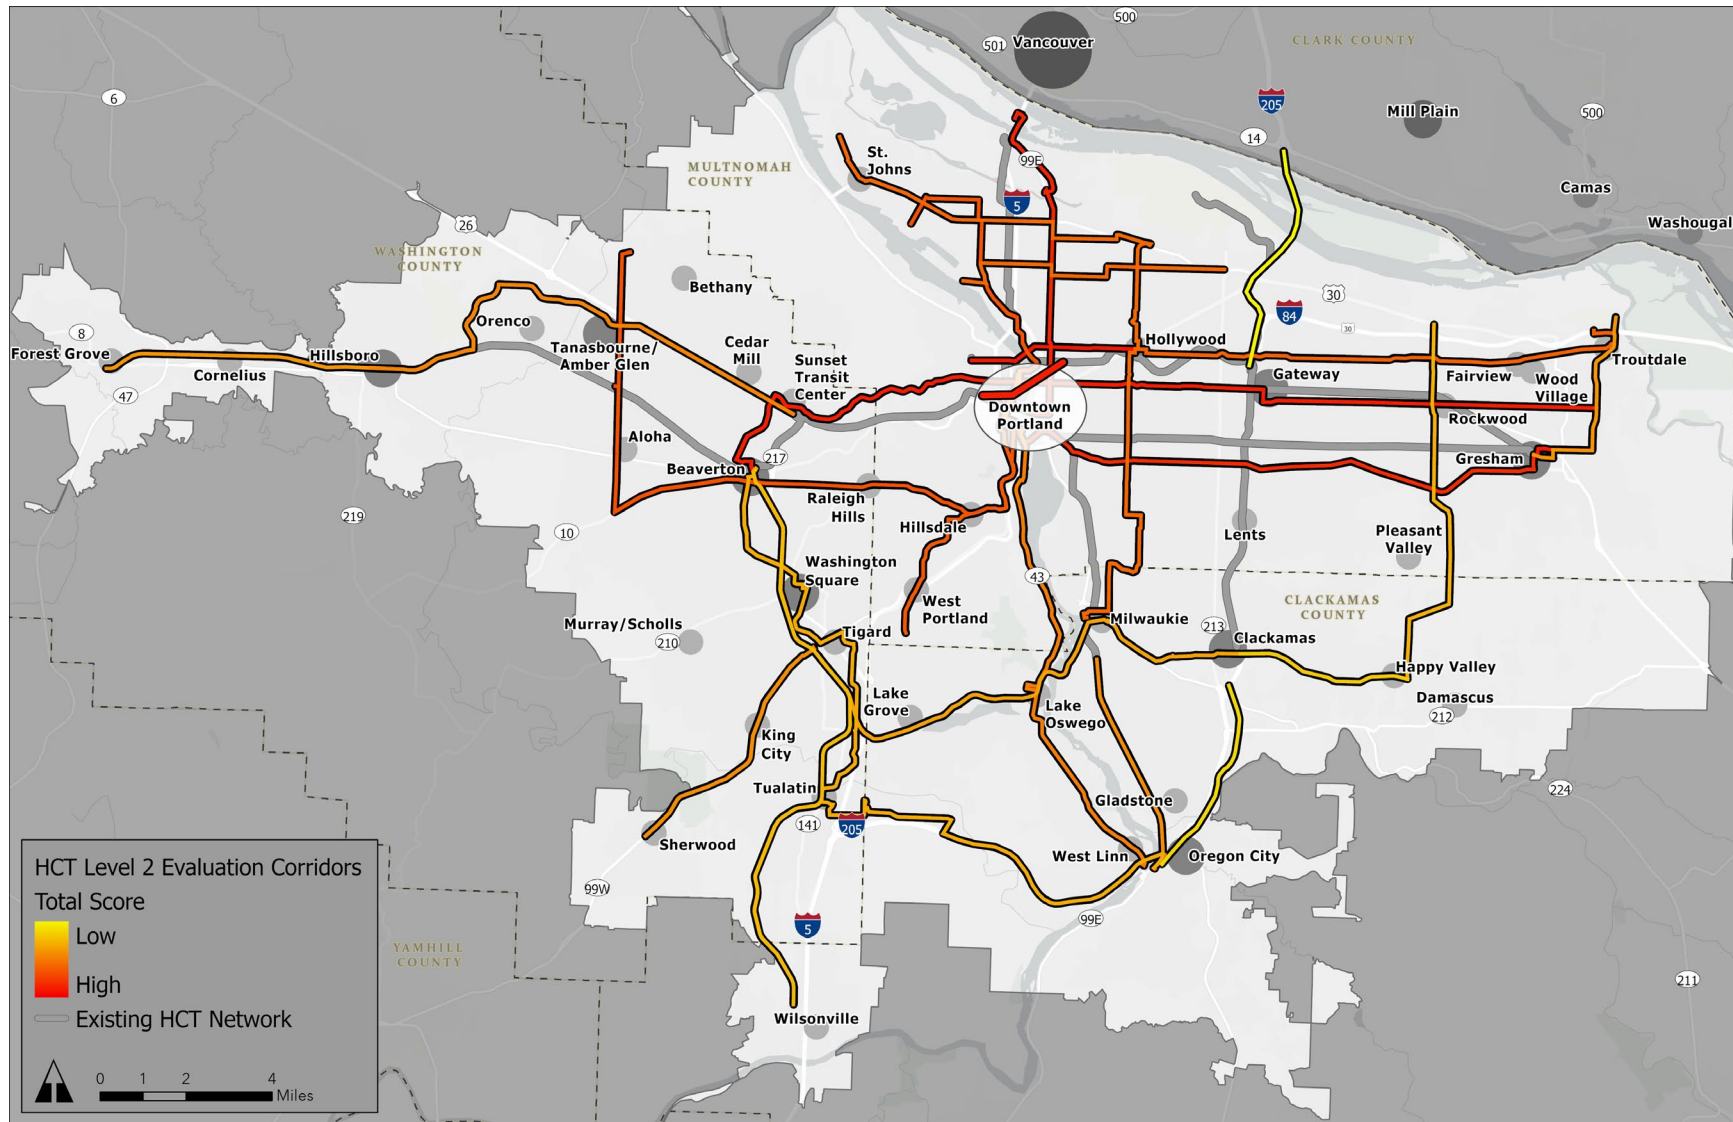 500
501
Vancouver
CLARK COUNTY
6
205
Mill Plain
500
14
MULTNOMAH
COUNTY
St.
Johns
99E
5
Camas
Washougal
26
WASHINGTON
COUNTY
Bethany
30
84
30
8
Orenco
Forest Grove
Hillsboro
Cornelius
Tanasbourne/
Amber Glen
Cedar
Mill
Sunset
Transit
Center
Hollywood
Gateway
Fairview
Wood
Village
Troutdale
47
Downtown
Portland
Rockwood
Aloha
217
Beaverton
Raleigh
Hills
Gresham
219
10
Hillsdale
Lents
Pleasant
Valley
Washington
Square
43
West
Portland
CLACKAMAS
COUNTY
Murray/Scholls
210
Tigard
Milwaukie
213
Clackamas
Happy Valley
Lake
Grove
Lake
Oswego
Damascus
212
King
City
Tualatin
Gladstone
224
141
205
Sherwood
West Linn
Oregon City
99W
99E
5
YAMHILL
COUNTY
211
Wilsonville
HCT Level 2 Evaluation Corridors
Total Score
Low
High
Existing HCT Network
0 1 2 4
Miles